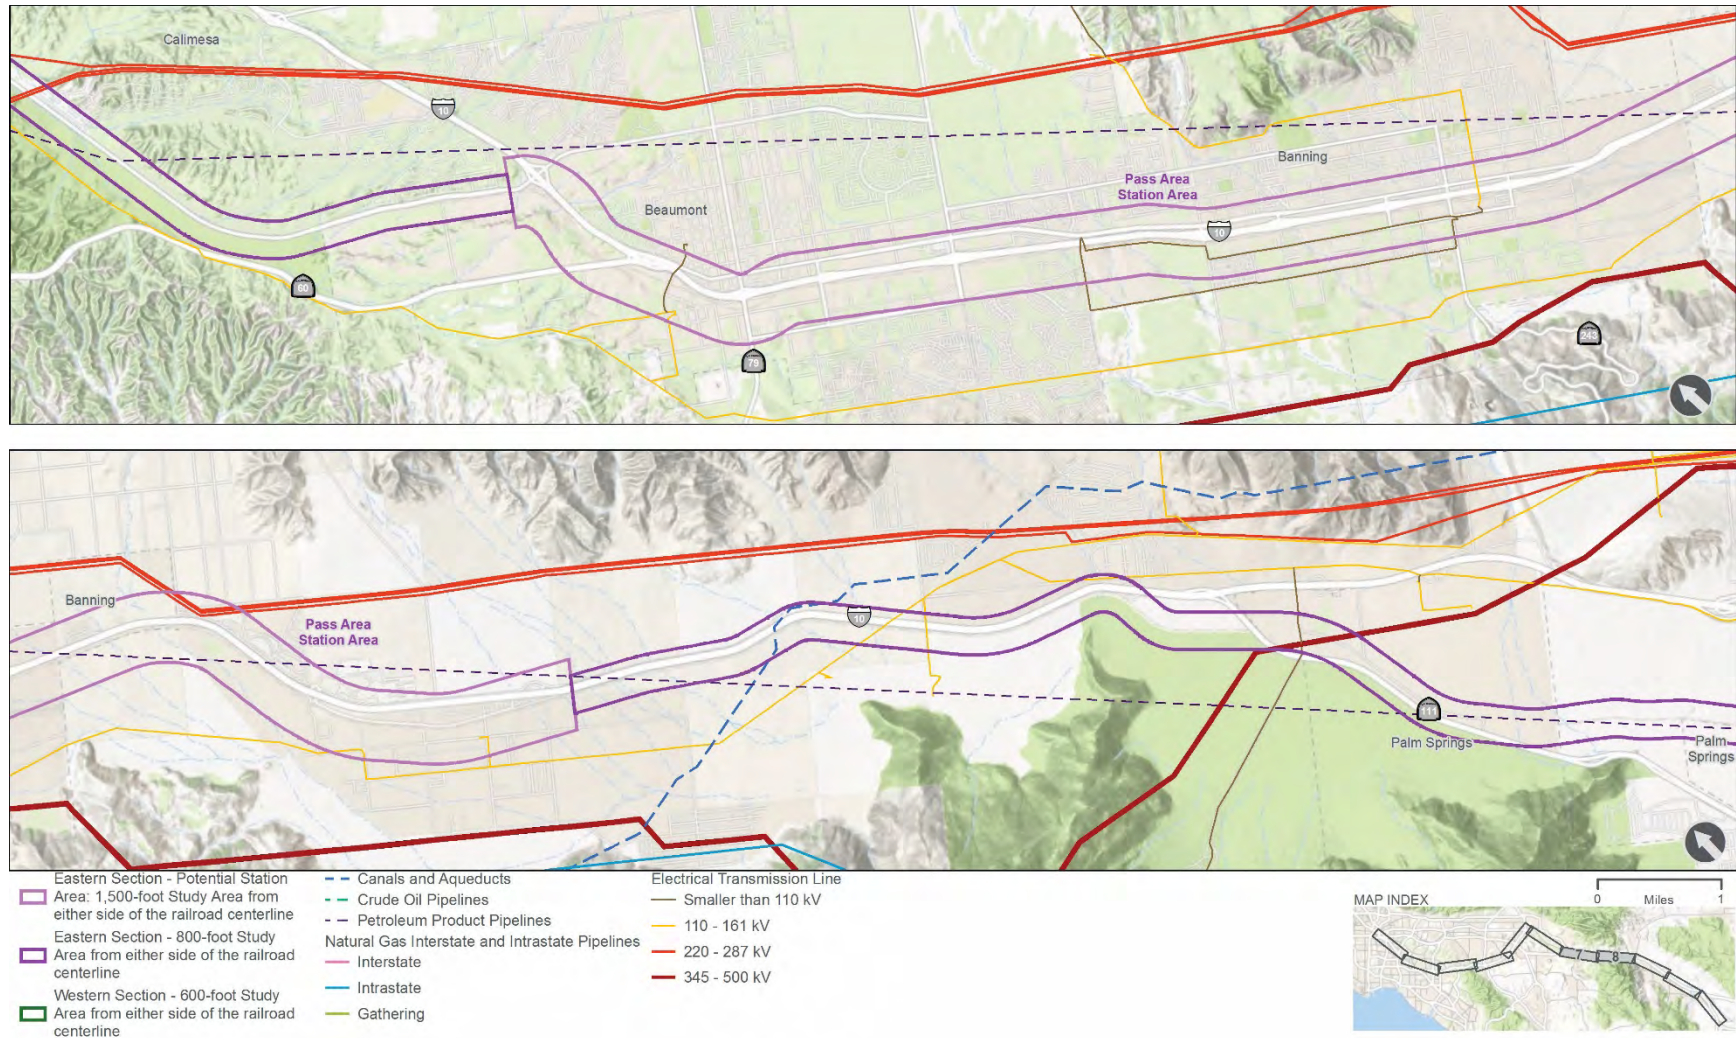 Calimesa
10
Beaumont
60
79
Banning
Pass Area
Station Area
10
243
Banning
Pass Area
Station Area
10
111
Palm Springs
Palm
Springs
Eastern Section - Potential Station
Area: 1,500-foot Study Area from
either side of the railroad centerline
Eastern Section - 800-foot Study
Area from either side of the railroad
centerline
Western Section - 600-foot Study
Area from either side of the railroad
centerline
Canals and Aqueducts
Crude Oil Pipelines
Petroleum Product Pipelines
Natural Gas Interstate and Intrastate Pipelines
Interstate
Intrastate
Gathering
Electrical Transmission Line
Smaller than 110 kV
110 - 161 kV
220 - 287 kV
345 - 500 kV
MAP INDEX
0 Miles 1
7 8